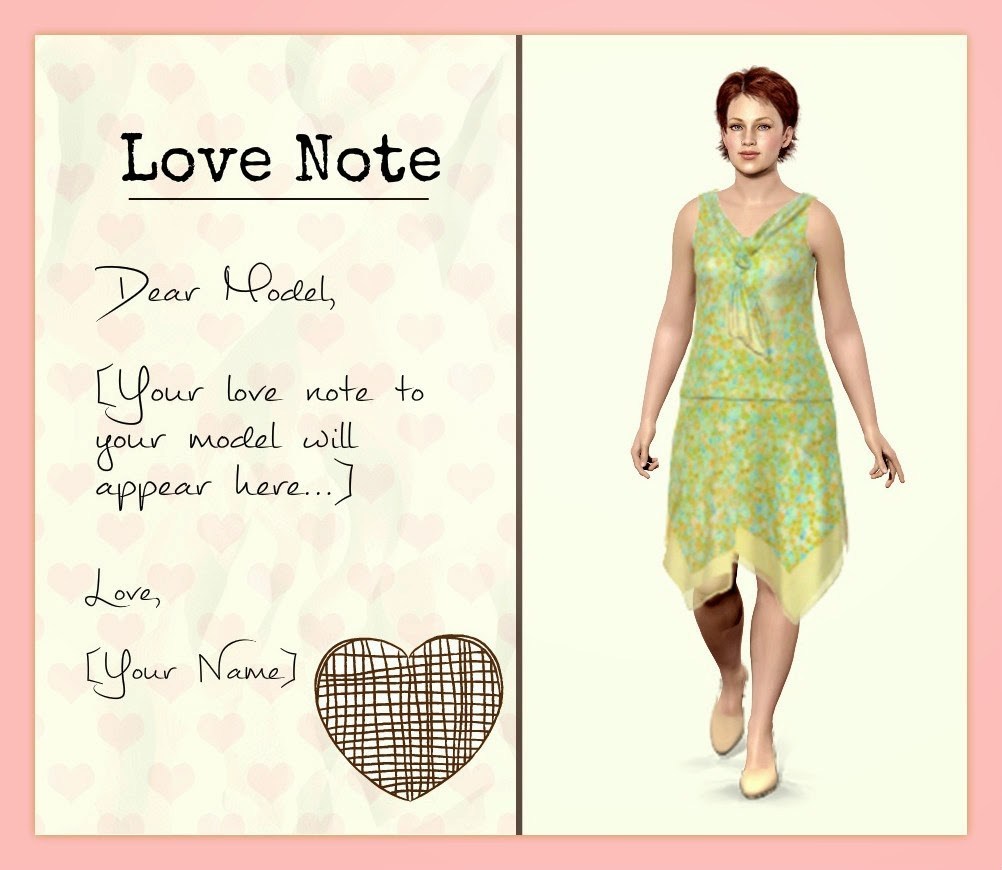 Love Note
Dear Model,
[Your love note to
your model will
appear here...]
Love,
[Your Name]